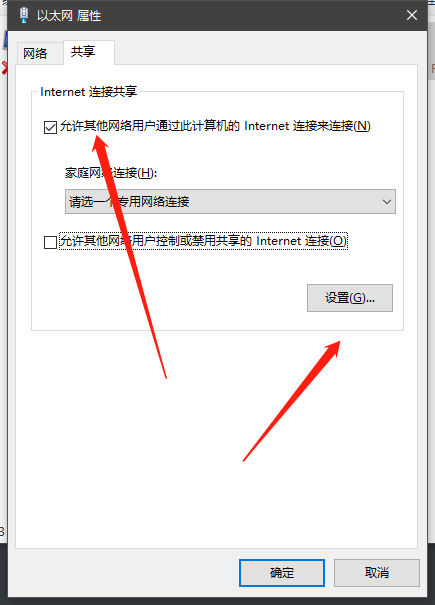 以太网 属性
网络
共享
Internet 连接共享
允许其他网络用户通过此计算机的 Internet 连接来连接(N)
家庭网络连接(H):
请选一个专用网络连接
允许其他网络用户控制或禁用共享的 Internet 连接(O)
设置(G)...
确定
取消